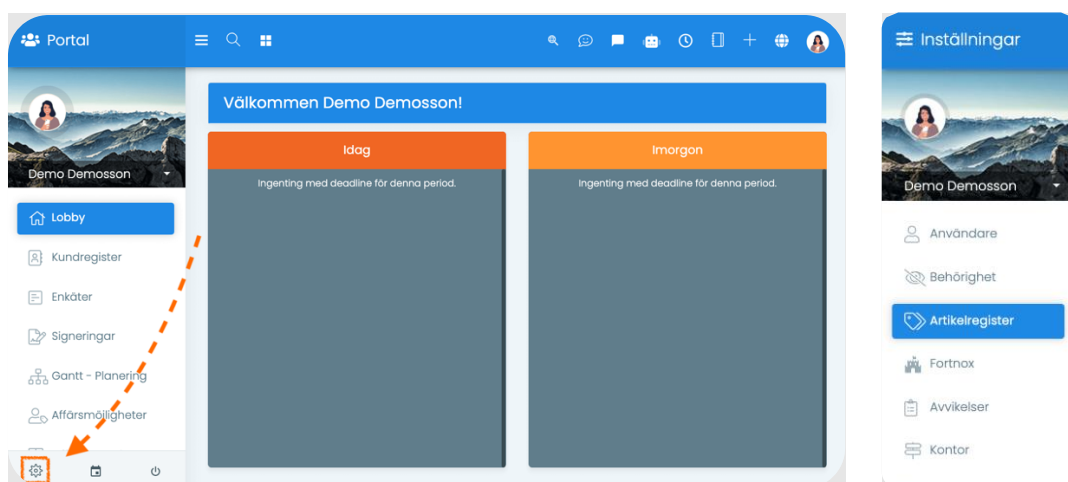 Portal
Demo Demosson
Lobby
Kundregister
Enkäter
Signeringar
Gantt - Planering
Affärsmöjligheter
Välkommen Demo Demosson!
Idag
Ingenting med deadline för denna period.
Imorgon
Ingenting med deadline för denna period.
Inställningar
Demo Demosson
Användare
Behörighet
Artikelregister
Fortnox
Avvikelser
Kontor